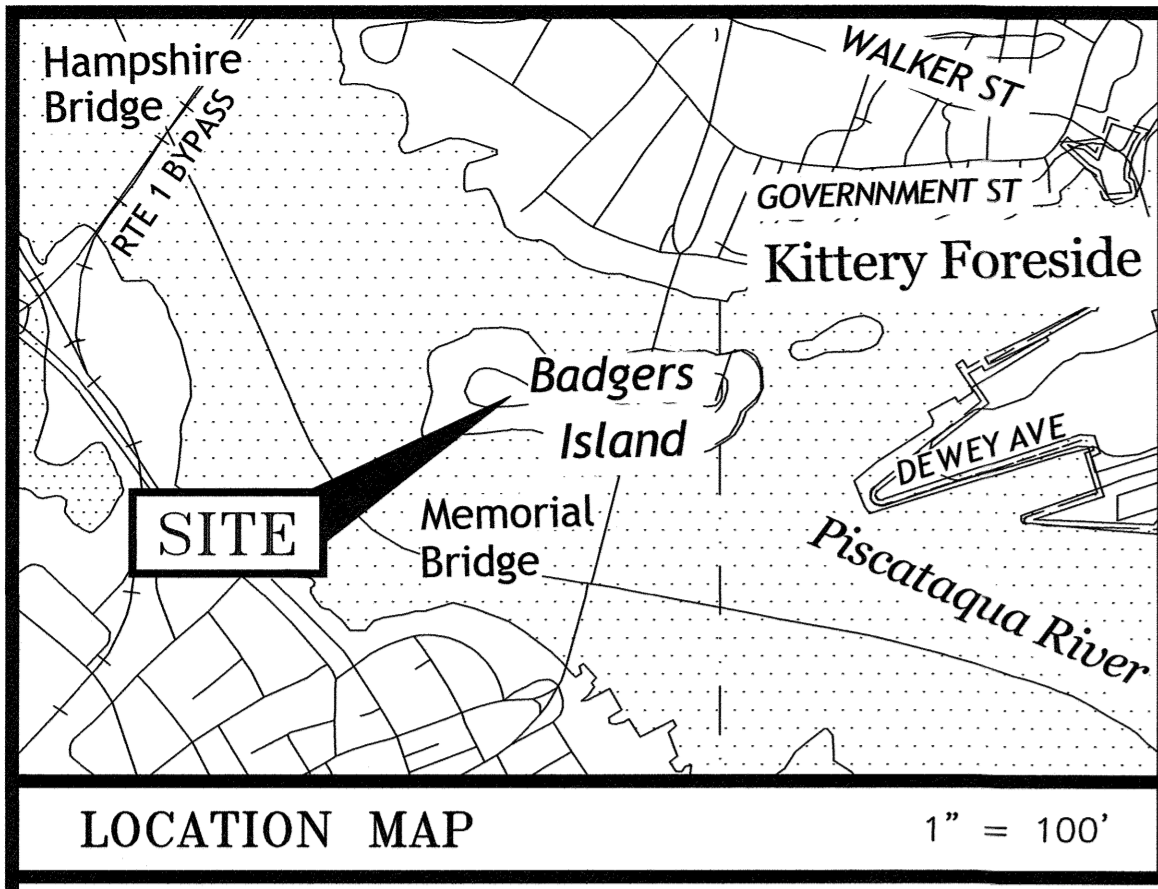 Hampshire
Bridge
RTE 1 BYPASS
WALKER ST
GOVERNNMENT ST
Kittery Foreside
Badgers
Island
DEWEY AVE
SITE
Memorial
Bridge
Piscataqua River
LOCATION MAP
1" = 100'